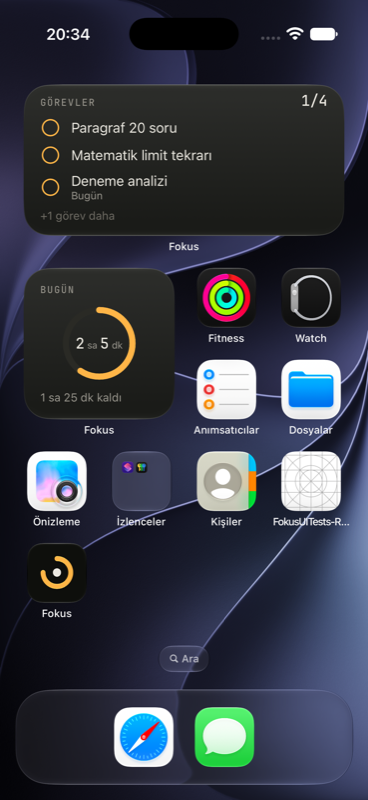 20:34
GÖREVLER 1/4
Paragraf 20 soru
Matematik limit tekrarı
Deneme analizi
Bugün
+1 görev daha
Fokus
BUGÜN
2 sa 5 dk
1 sa 25 dk kaldı
Fokus
Fitness
Watch
Anımsatıcılar
Dosyalar
Önizleme
İzlenceler
Kişiler
FokusUITests-R...
Fokus
Ara